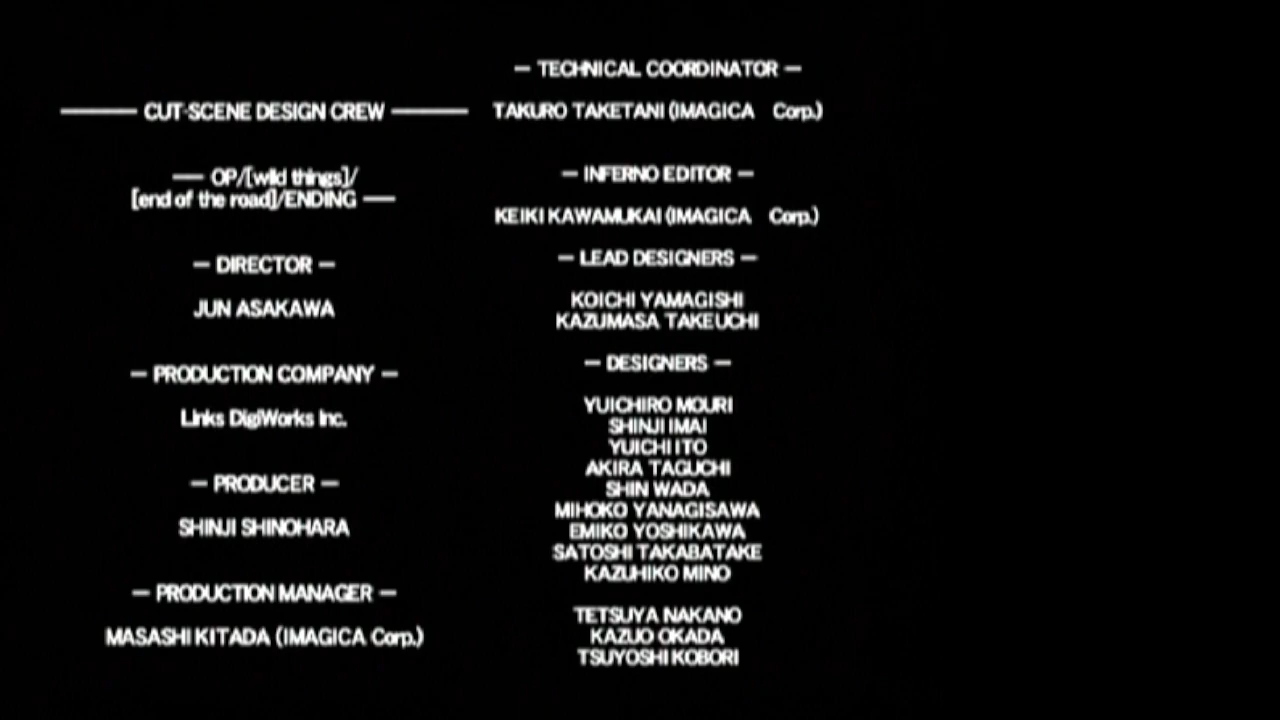 — CUT-SCENE DESIGN CREW —
— OP/[wild things]/
[end of the road]/ENDING —
— DIRECTOR —
JUN ASAKAWA
— PRODUCTION COMPANY —
Links DigiWorks Inc.
— PRODUCER —
SHINJI SHINOHARA
— PRODUCTION MANAGER —
MASASHI KITADA (IMAGICA Corp.)
— TECHNICAL COORDINATOR —
TAKURO TAKETANI (IMAGICA Corp.)
— INFERNO EDITOR —
KEIKI KAWAMUKAI (IMAGICA Corp.)
— LEAD DESIGNERS —
KOICHI YAMAGISHI
KAZUMASA TAKEUCHI
— DESIGNERS —
YUICHIRO MOURI
SHINJI IMAI
YUICHI ITO
AKIRA TAGUCHI
SHIN WADA
MIHOKO YANAGISAWA
EMIKO YOSHIKAWA
SATOSHI TAKABATAKE
KAZUHIKO MINO
TETSUYA NAKANO
KAZUO OKADA
TSUYOSHI KOBORI